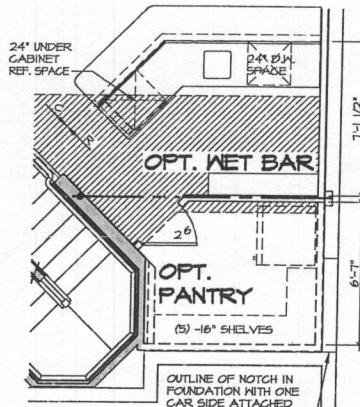 24" UNDER
CABINET
REF. SPACE
24" D.W.
SPACE
7'-1 1/2"
OPT. WET BAR
2⁶
6'-7"
OPT.
PANTRY
(5) -16" SHELVES
OUTLINE OF NOTCH IN
FOUNDATION WITH ONE
CAR SIDE ATTACHED